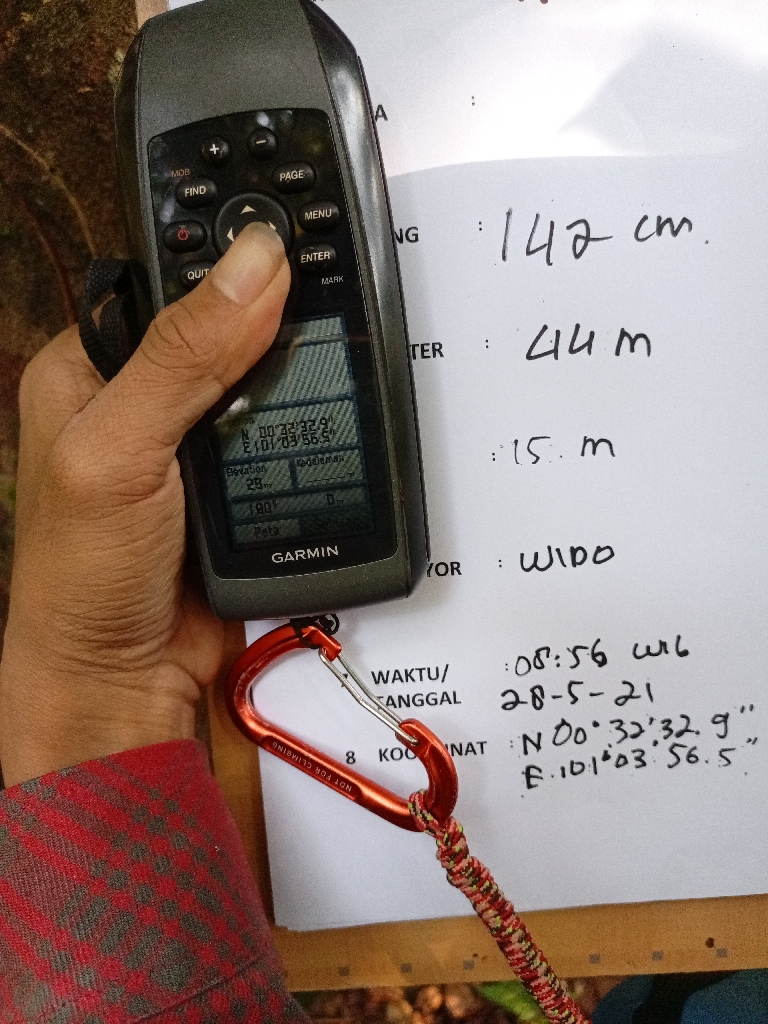 + -
MOB
FIND PAGE
MENU
QUIT ENTER
MARK
N 00°32'32.9"
E101°03'56.5"
Elevation Kedalaman
29m
180° 0m
Peta
GARMIN
NOT FOR CLIMBING
A :
NG : 142 cm.
TER : 44 m
: 15. m
YOR : WIDO
WAKTU/ : 08:56 WIB
TANGGAL 28-5-21
8 KOO NAT : N 00°32'32.9"
E.101°03'56.5"